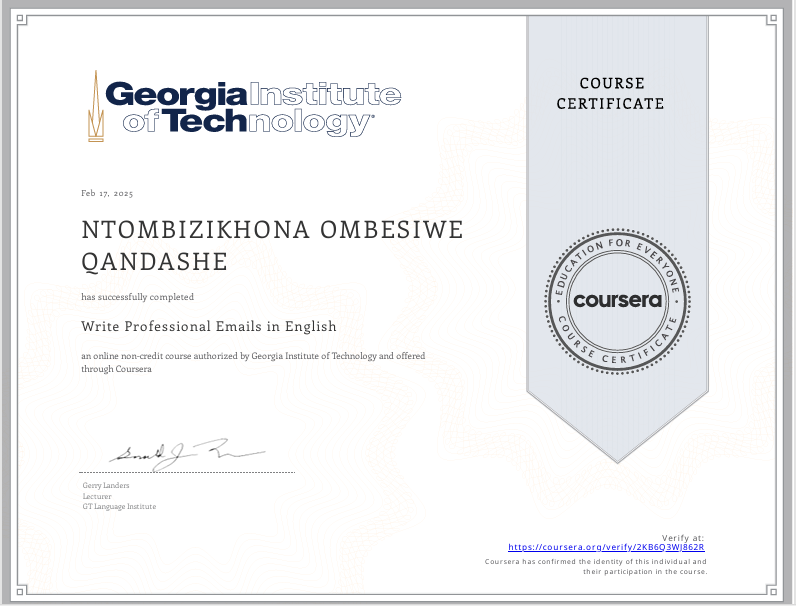 Georgia Institute
of Technology
COURSE
CERTIFICATE
Feb 17, 2025
NTOMBIZIKHONA OMBESIWE
QANDASHE
has successfully completed
Write Professional Emails in English
an online non-credit course authorized by Georgia Institute of Technology and offered
through Coursera
EDUCATION FOR EVERYONE
coursera
COURSE CERTIFICATE
Gerry Landers
Lecturer
GT Language Institute
Verify at:
https://coursera.org/verify/2KB6Q3WJ862R
Coursera has confirmed the identity of this individual and
their participation in the course.